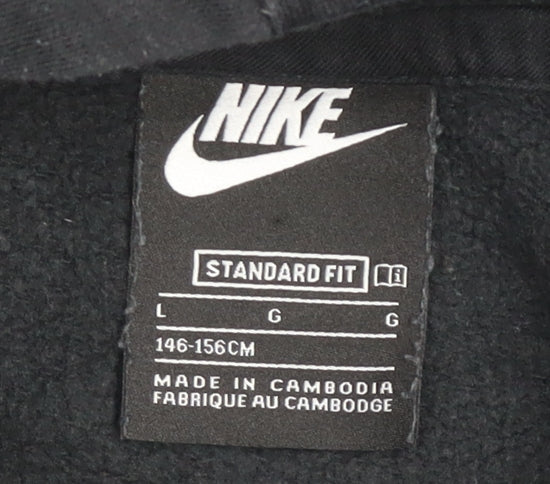 NIKE
STANDARD FIT
L G G
146-156CM
MADE IN CAMBODIA
FABRIQUE AU CAMBODGE